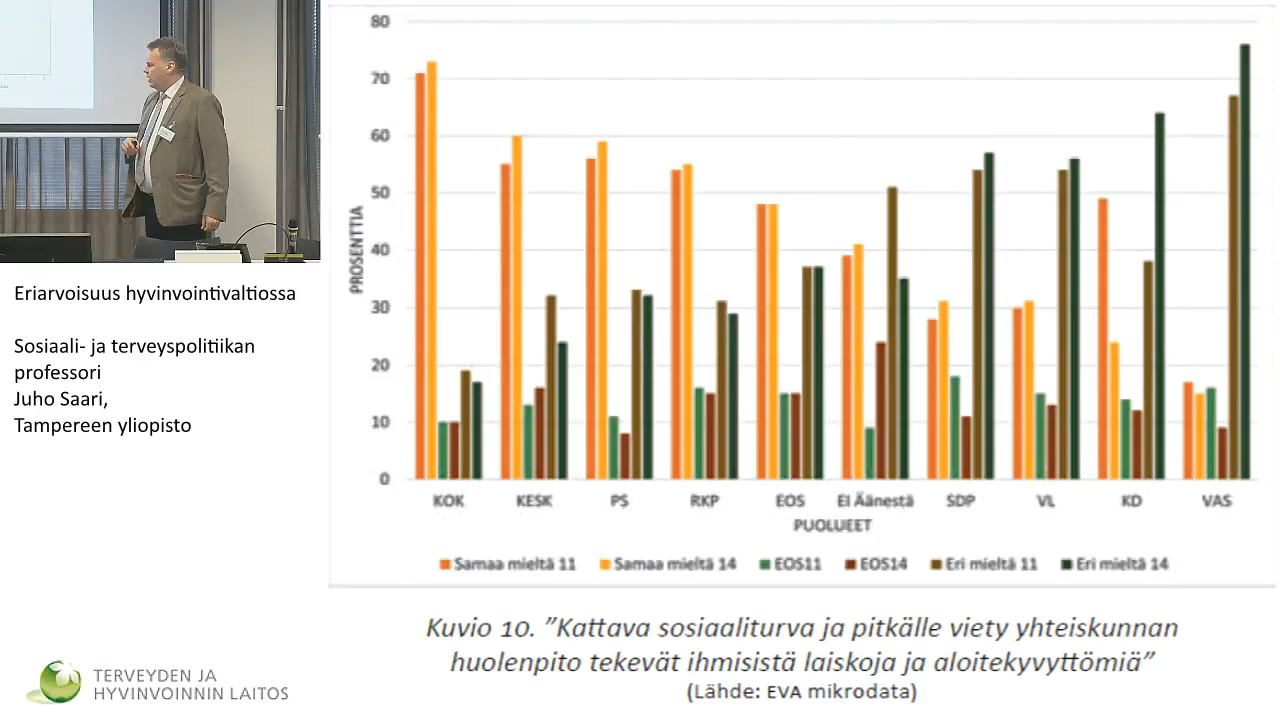 Eriarvoisuus hyvinvointivaltiossa
Sosiaali- ja terveyspolitiikan
professori
Juho Saari,
Tampereen yliopisto
TERVEYDEN JA
HYVINVOINNIN LAITOS
80
70
60
50
40
30
20
10
0
PROSENTTIA
KOK KESK PS RKP EOS EI Äänestä SDP VL KD VAS
PUOLUEET
Samaa mieltä 11 Samaa mieltä 14 EOS11 EOS14 Eri mieltä 11 Eri mieltä 14
Kuvio 10. ”Kattava sosiaaliturva ja pitkälle viety yhteiskunnan
huolenpito tekevät ihmisistä laiskoja ja aloitekyvyttömiä”
(Lähde: EVA mikrodata)